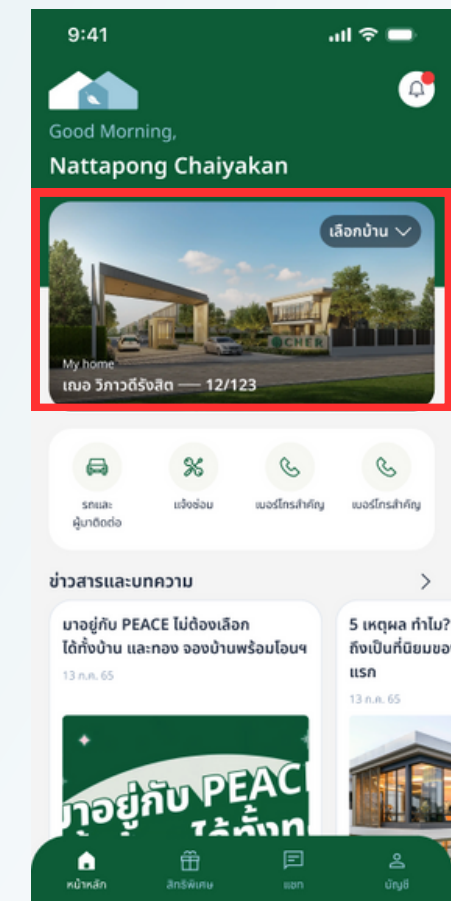 9:41
Good Morning,
Nattapong Chaiyakan
เลือกบ้าน
CHER
My home
เฌอ วิภาวดีรังสิต — 12/123
รถและ
ผู้มาติดต่อ
แจ้งซ่อม
เบอร์โทรสำคัญ
เบอร์โทรสำคัญ
ข่าวสารและบทความ
มาอยู่กับ PEACE ไม่ต้องเลือก
ได้ทั้งบ้าน และทอง จองบ้านพร้อมโอนฯ
13 ก.ค. 65
5 เหตุผล ทำไม?
ถึงเป็นที่นิยมขอ
แรก
13 ก.ค. 65
มาอยู่กับ PEAC
หน้าหลัก
สิทธิพิเศษ
แชท
บัญชี